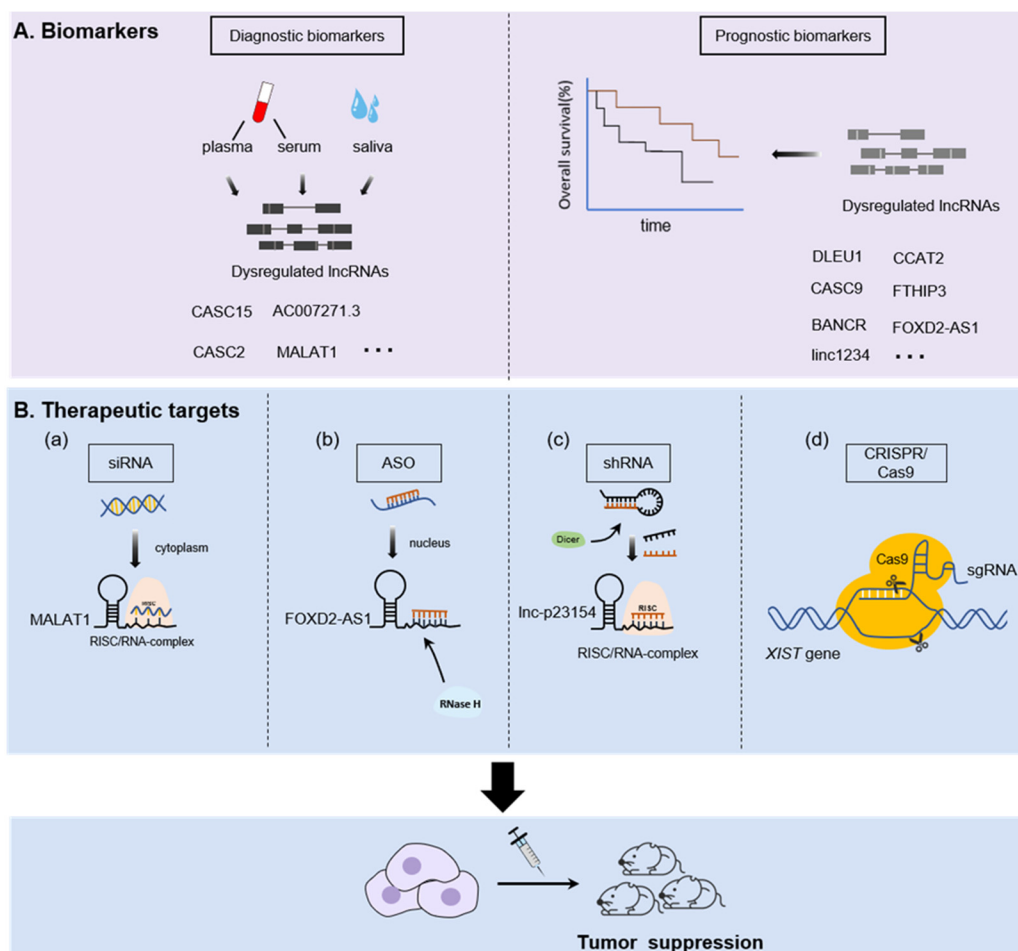 A. Biomarkers
Diagnostic biomarkers
plasma serum saliva
Dysregulated lncRNAs
CASC15 AC007271.3
CASC2 MALAT1 ...
Prognostic biomarkers
Overall survival(%)
time
Dysregulated lncRNAs
DLEU1 CCAT2
CASC9 FTHIP3
BANCR FOXD2-AS1
linc1234 ...
B. Therapeutic targets
(a)
siRNA
cytoplasm
MALAT1
RISC
RISC/RNA-complex
(b)
ASO
nucleus
FOXD2-AS1
RNase H
(c)
shRNA
Dicer
lnc-p23154
RISC
RISC/RNA-complex
(d)
CRISPR/
Cas9
Cas9
sgRNA
XIST gene
Tumor suppression